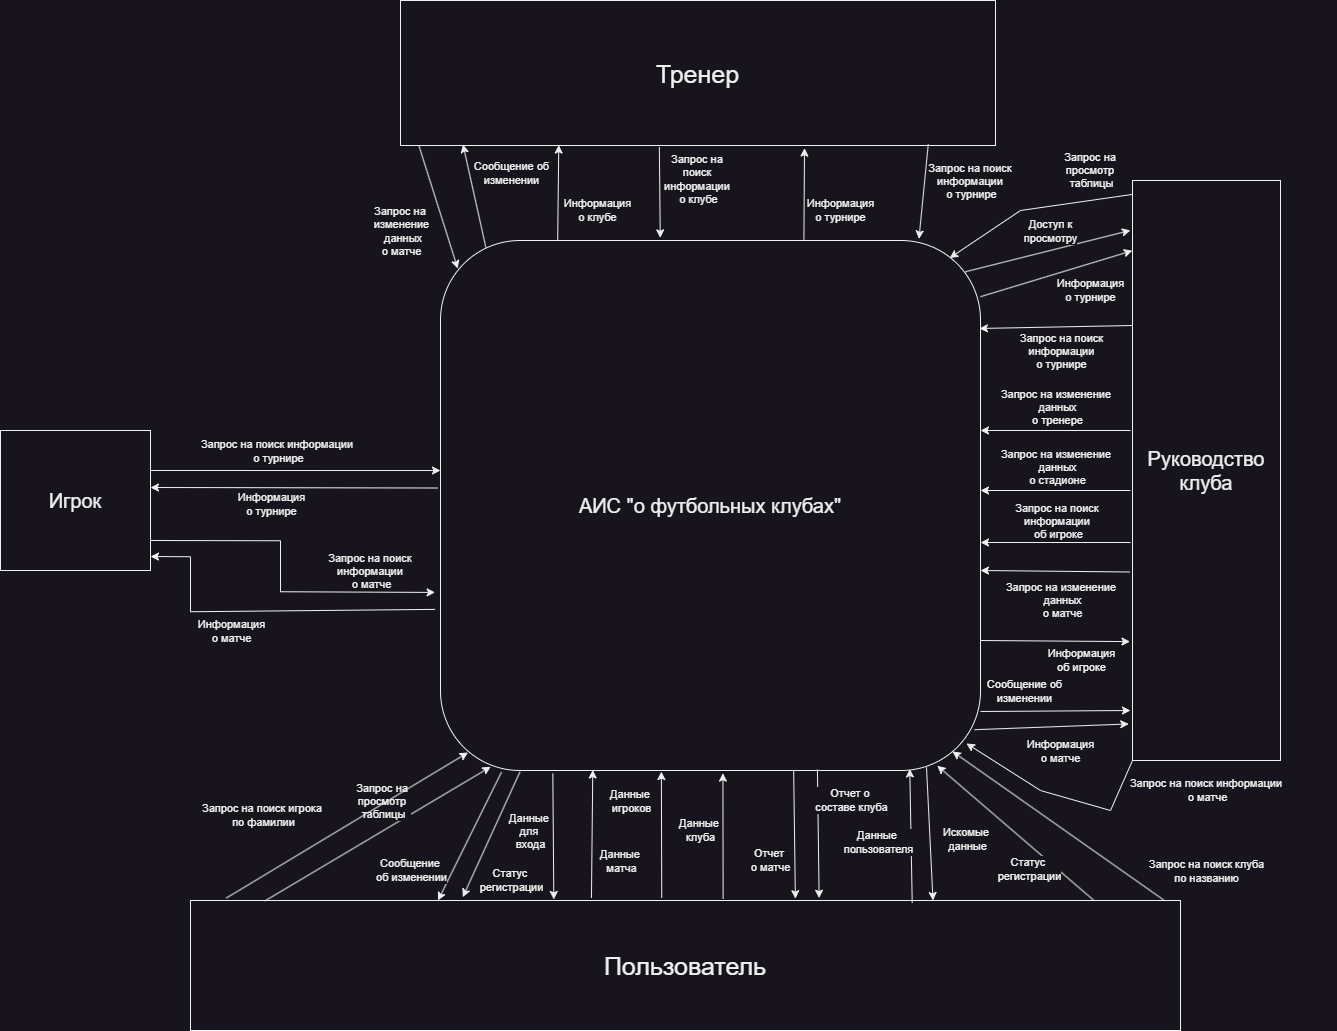 Тренер
Сообщение об
изменении
Запрос на
поиск
информации
о клубе
Информация
о клубе
Информация
о турнире
Запрос на поиск
информации
о турнире
Запрос на
изменение
данных
о матче
Запрос на
просмотр
таблицы
Доступ к
просмотру
Информация
о турнире
Запрос на поиск
информации
о турнире
Запрос на изменение
данных
о тренере
Запрос на изменение
данных
о стадионе
Запрос на поиск
информации
об игроке
Запрос на изменение
данных
о матче
Информация
об игроке
Сообщение об
изменении
Информация
о матче
Запрос на поиск информации
о матче
Руководство
клуба
Игрок
Запрос на поиск информации
о турнире
Информация
о турнире
Запрос на поиск
информации
о матче
Информация
о матче
АИС "о футбольных клубах"
Запрос на поиск игрока
по фамилии
Запрос на
просмотр
таблицы
Сообщение
об изменении
Статус
регистрации
Данные
для
входа
Данные
матча
Данные
игроков
Данные
клуба
Отчет
о матче
Отчет о
составе клуба
Данные
пользователя
Искомые
данные
Статус
регистрации
Запрос на поиск клуба
по названию
Пользователь